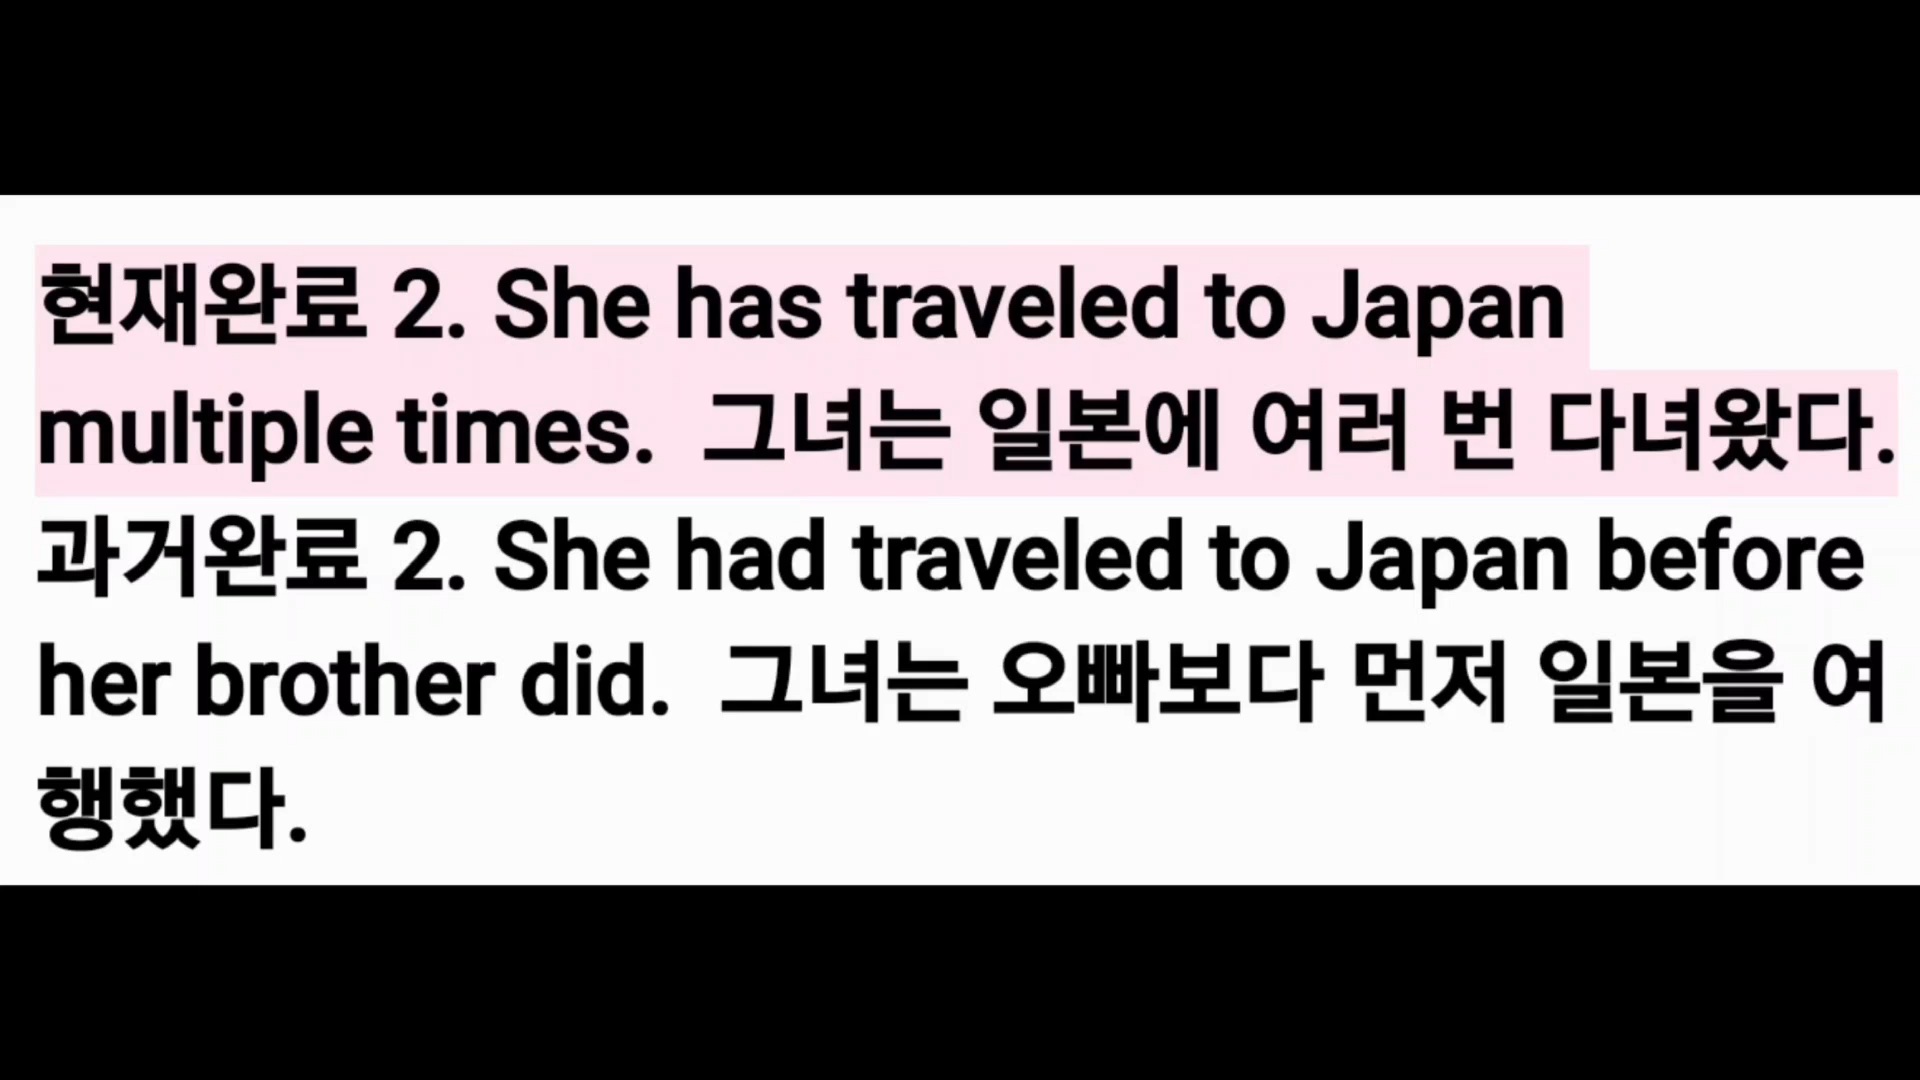 현재완료 2. She has traveled to Japan
multiple times.  그녀는 일본에 여러 번 다녀왔다.
과거완료 2. She had traveled to Japan before
her brother did.  그녀는 오빠보다 먼저 일본을 여
행했다.